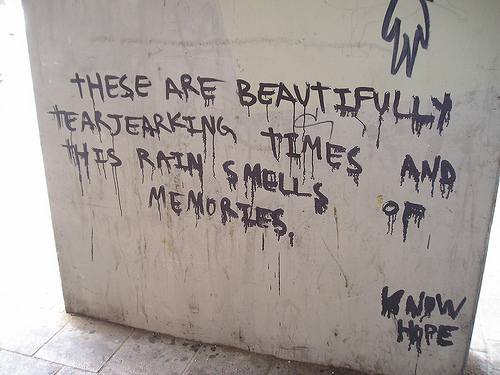 THESE ARE BEAUTIFULLY
TEARJEARKING TIMES AND
THIS RAIN SMELLS OF
MEMORIES.
KNOW
HOPE